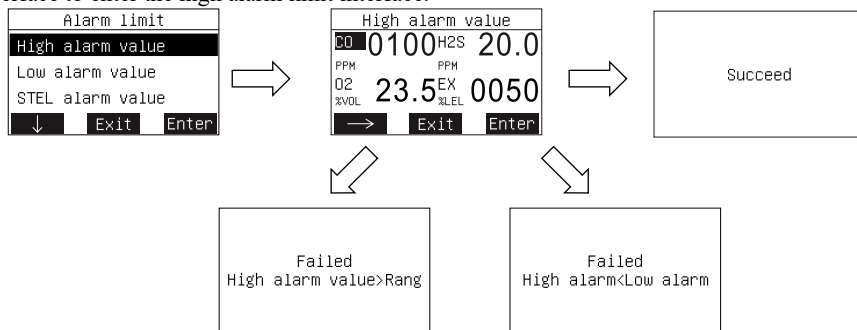 to enter the high alarm limit interface.
Alarm limit
High alarm value
Low alarm value
STEL alarm value
↓ Exit Enter
High alarm value
CO 0100 H2S 20.0
PPM PPM
O2 23.5 EX 0050
%VOL %LEL
→ Exit Enter
Succeed
Failed
High alarm value>Rang
Failed
High alarm<Low alarm